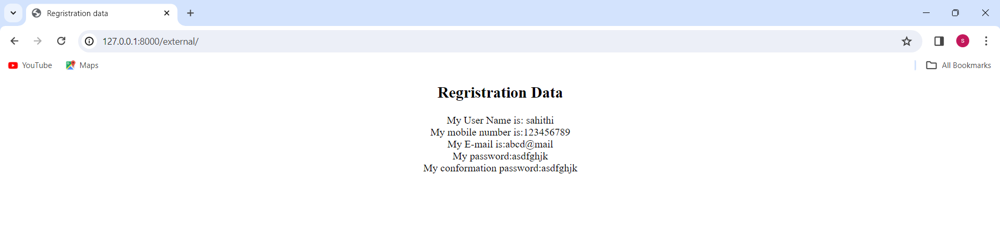 Regristration data
127.0.0.1:8000/external/
S
YouTube Maps All Bookmarks
Regristration Data
My User Name is: sahithi
My mobile number is:123456789
My E-mail is:abcd@mail
My password:asdfghjk
My conformation password:asdfghjk